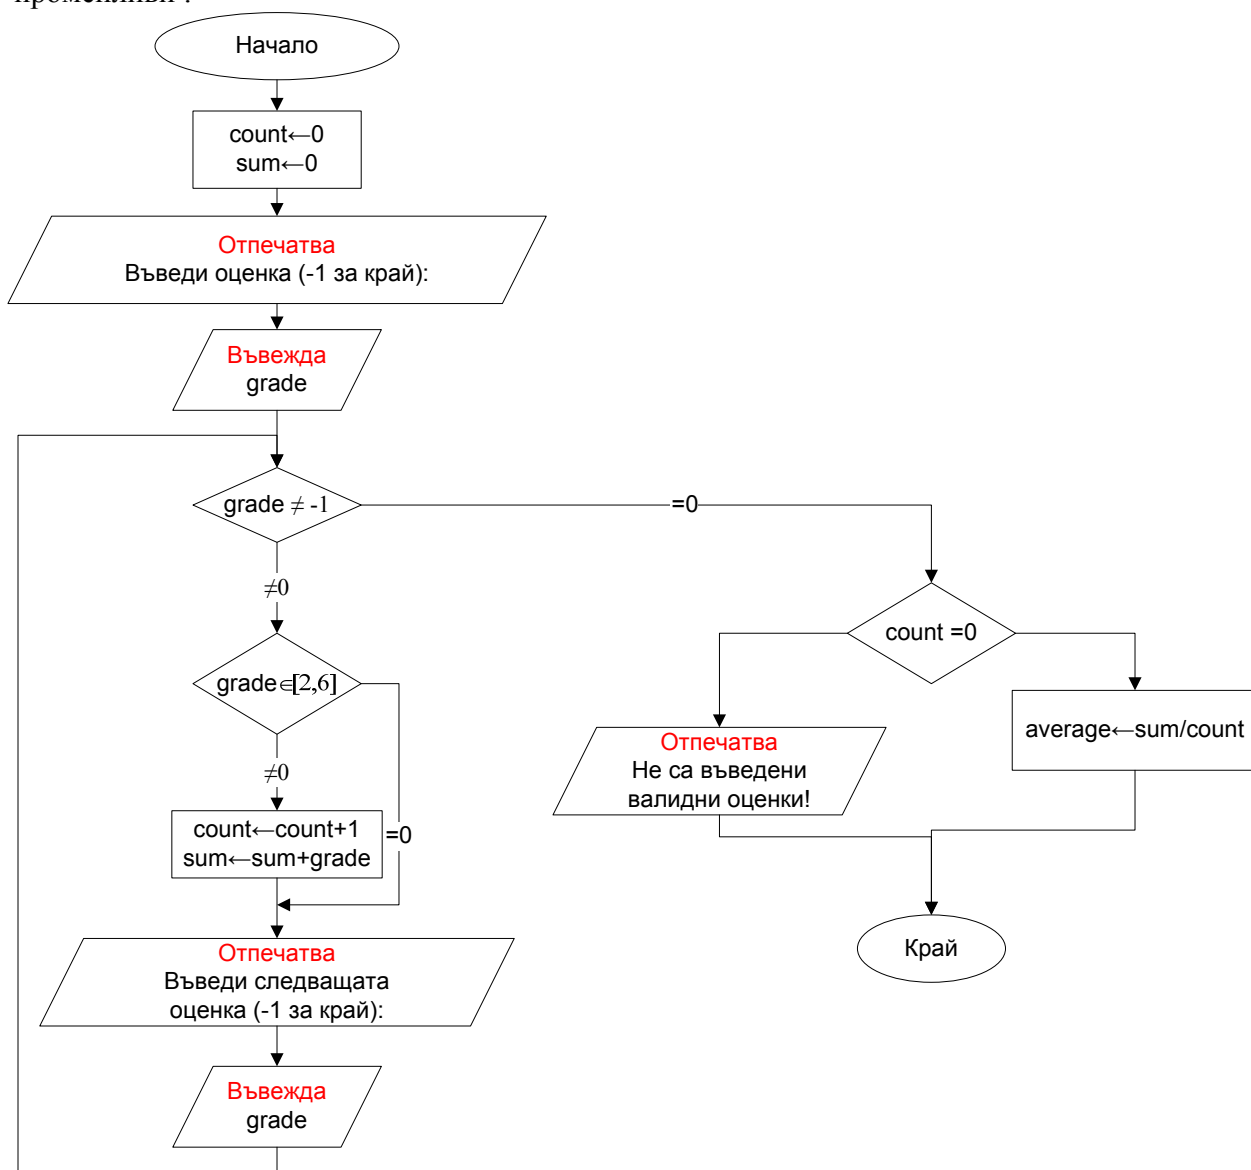 променливи .
Начало
count←0
sum←0
Отпечатва
Въведи оценка (-1 за край):
Въвежда
grade
grade ≠ -1
=0
≠0
count =0
grade∈[2,6]
average←sum/count
Отпечатва
Не са въведени
валидни оценки!
≠0
count←count+1
sum←sum+grade
=0
Отпечатва
Въведи следващата
оценка (-1 за край):
Край
Въвежда
grade